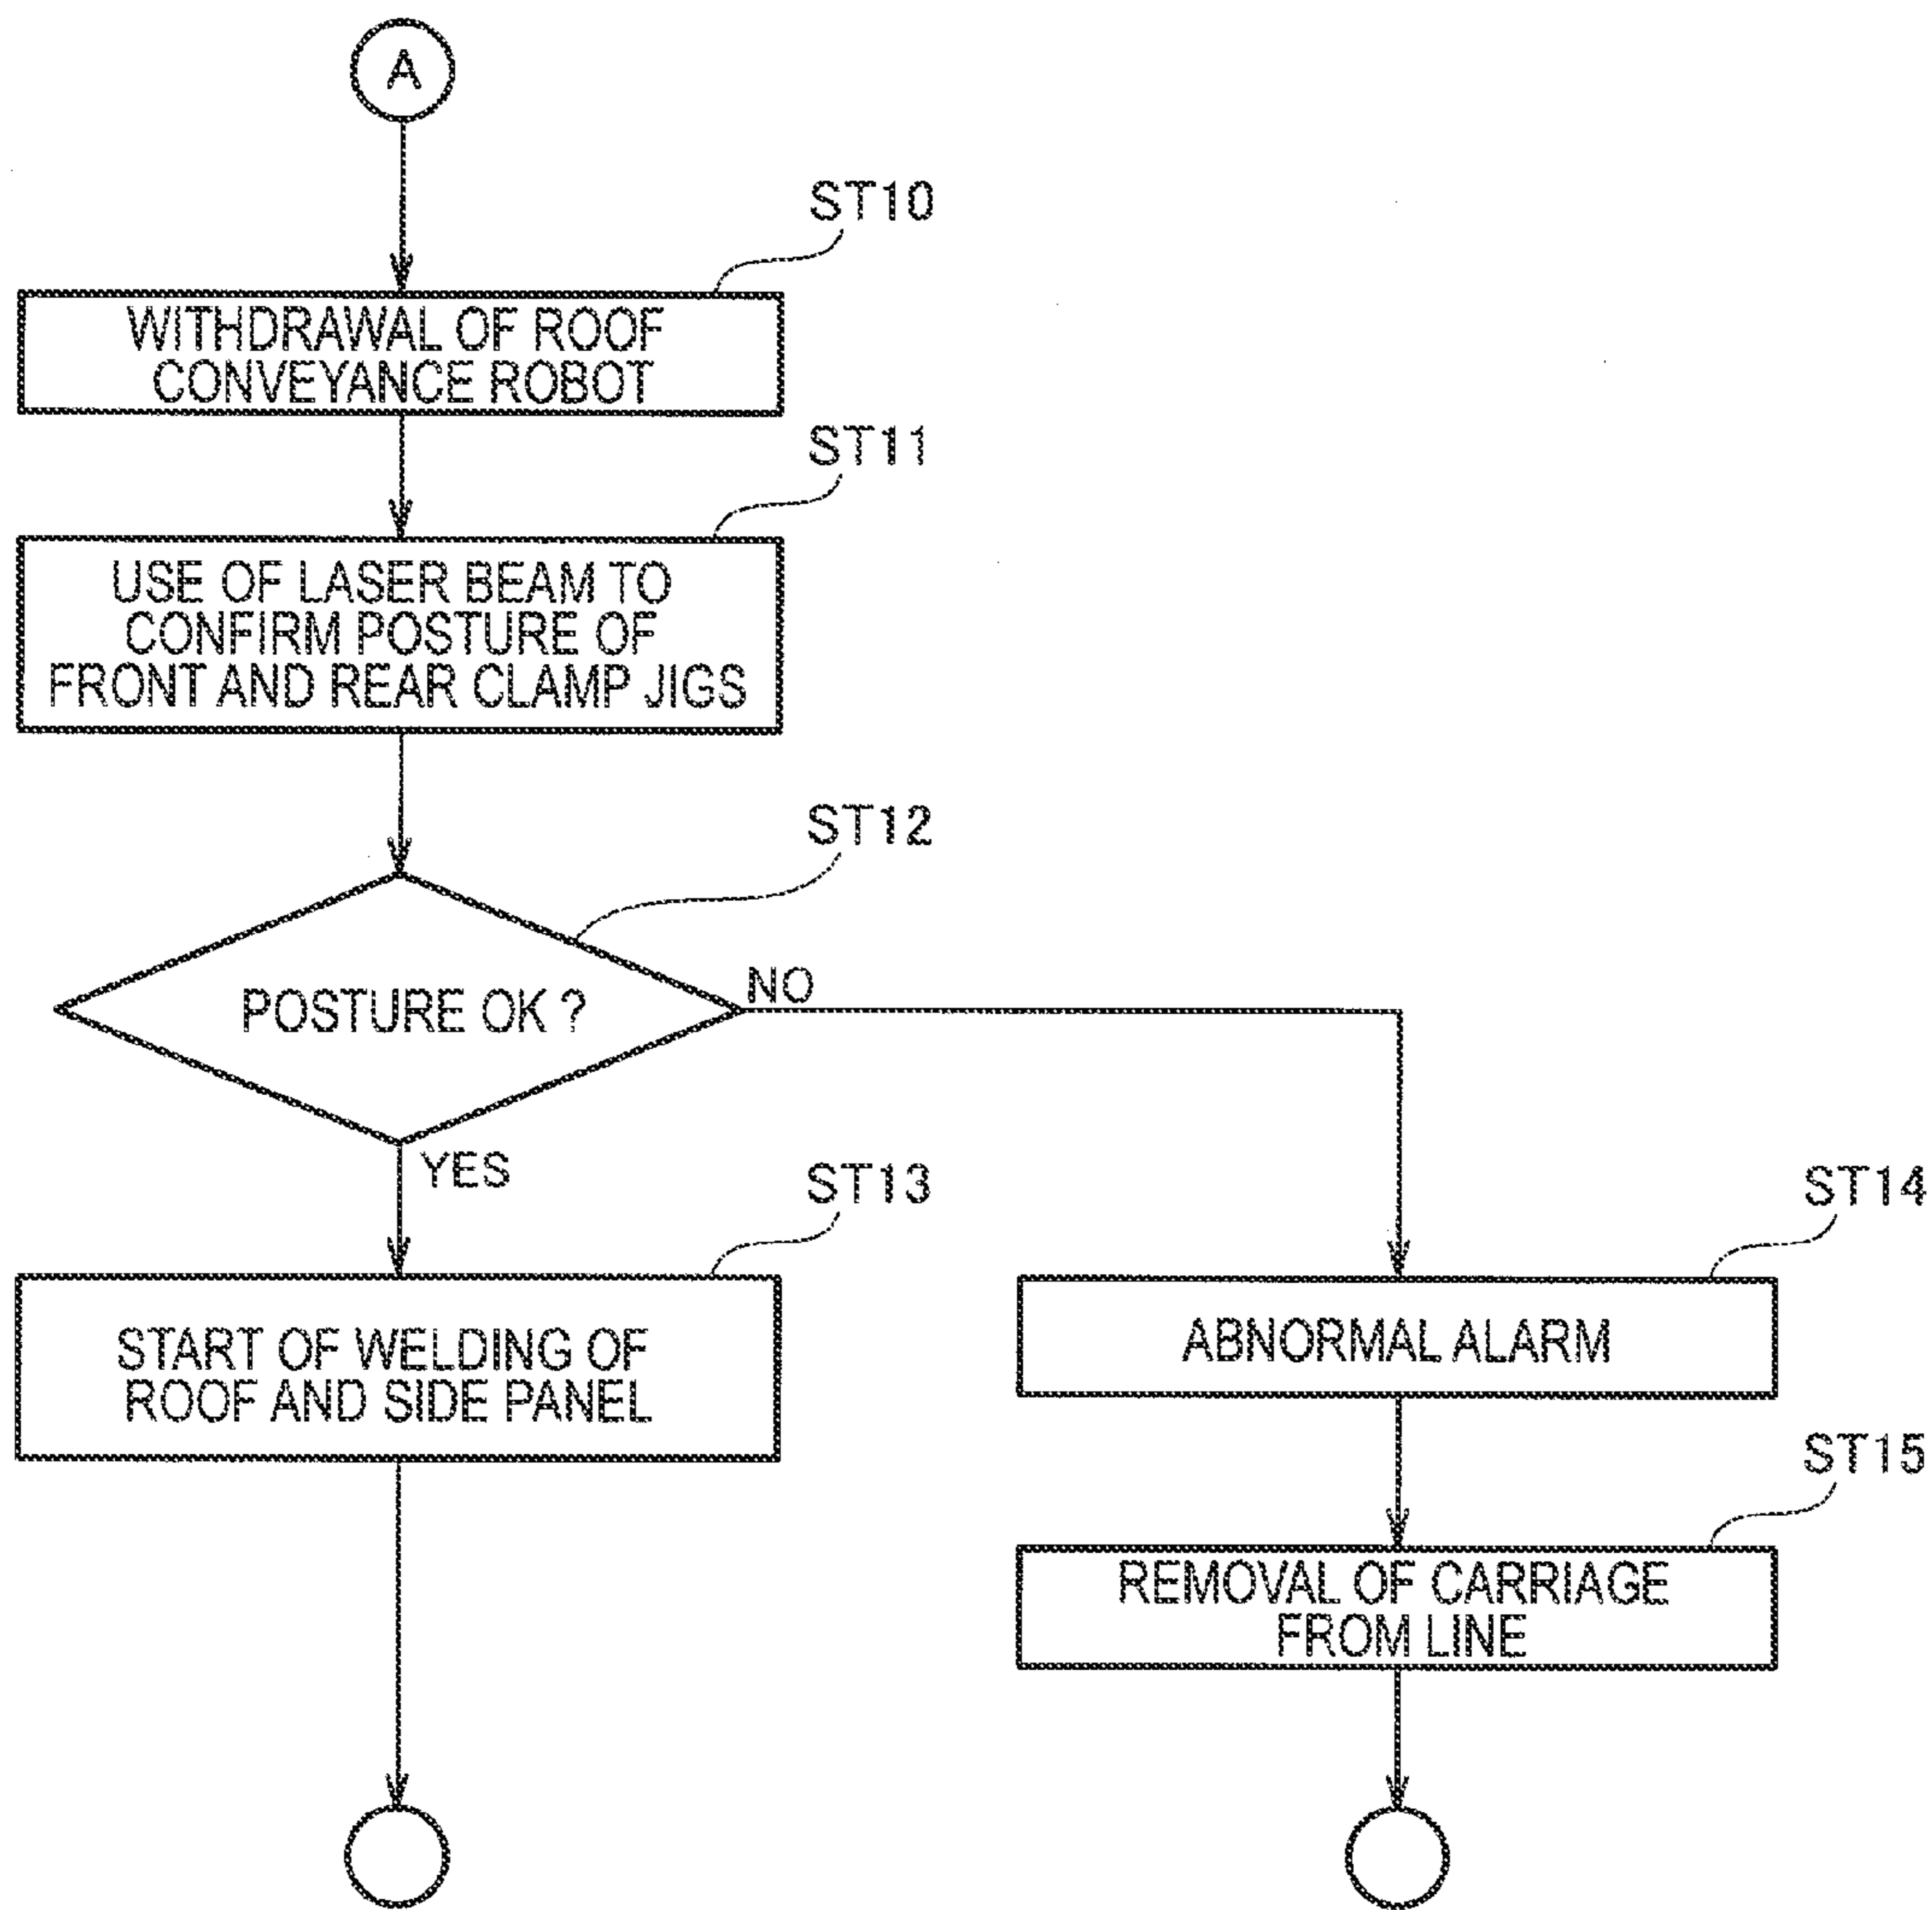 A
ST10
WITHDRAWAL OF ROOF
CONVEYANCE ROBOT
ST11
USE OF LASER BEAM TO
CONFIRM POSTURE OF
FRONT AND REAR CLAMP JIGS
ST12
POSTURE OK ?
NO
YES
ST13
START OF WELDING OF
ROOF AND SIDE PANEL
ST14
ABNORMAL ALARM
ST15
REMOVAL OF CARRIAGE
FROM LINE